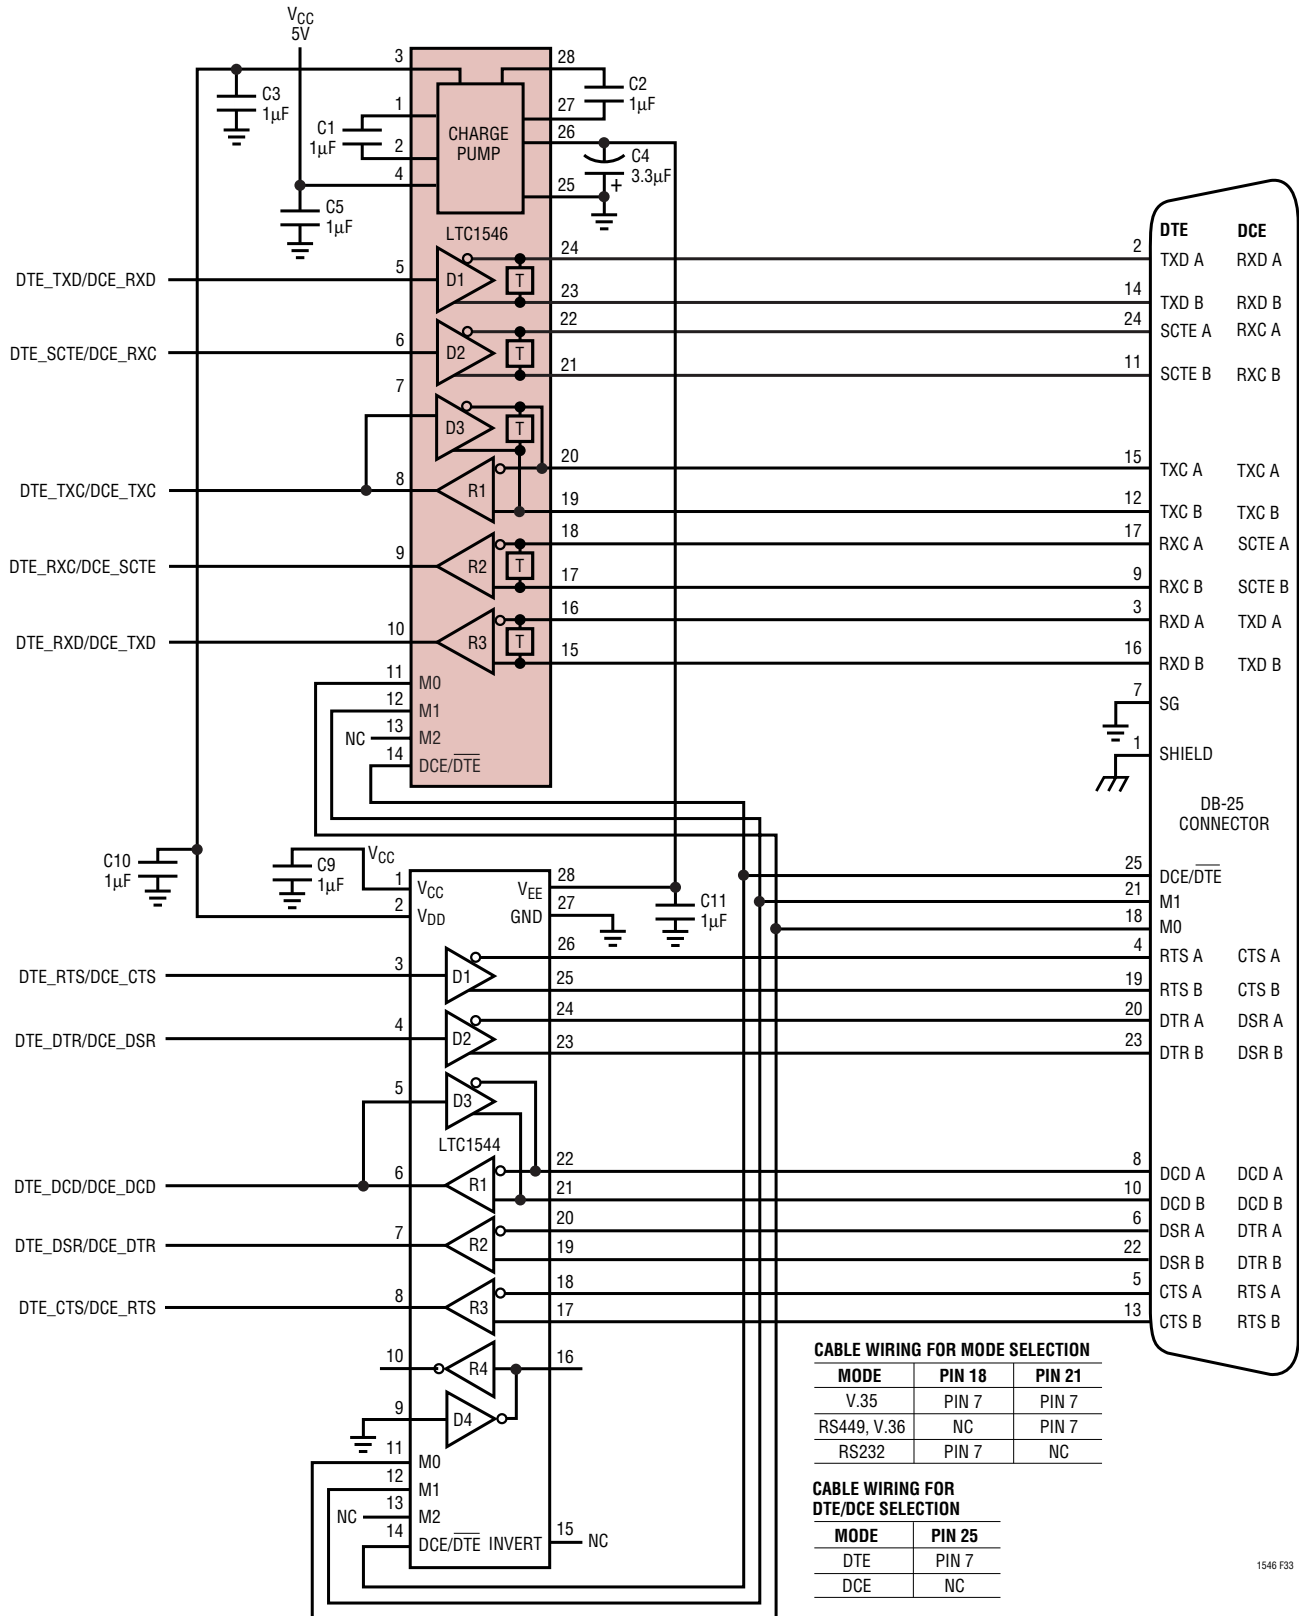 VCC
5V
3
28
C3
1µF
C2
1µF
1
27
C1
1µF
CHARGE
PUMP
26
2
C4
3.3µF
+
4
25
C5
1µF
LTC1546
DTE DCE
DTE_TXD/DCE_RXD 5 D1 T 24 2 TXD A RXD A
23 14 TXD B RXD B
DTE_SCTE/DCE_RXC 6 D2 T 22 24 SCTE A RXC A
21 11 SCTE B RXC B
7 D3 T
DTE_TXC/DCE_TXC 8 R1 20 15 TXC A TXC A
19 12 TXC B TXC B
DTE_RXC/DCE_SCTE 9 R2 T 18 17 RXC A SCTE A
17 9 RXC B SCTE B
DTE_RXD/DCE_TXD 10 R3 T 16 3 RXD A TXD A
15 16 RXD B TXD B
11 M0
12 M1
NC 13 M2
14 DCE/DTE
7 SG
1 SHIELD
DB-25
CONNECTOR
C10
1µF
C9
1µF
VCC
1 VCC
2 VDD
VEE 28
GND 27
C11
1µF
25 DCE/DTE
21 M1
18 M0
DTE_RTS/DCE_CTS 3 D1 26 4 RTS A CTS A
25 19 RTS B CTS B
DTE_DTR/DCE_DSR 4 D2 24 20 DTR A DSR A
23 23 DTR B DSR B
5 D3
LTC1544
DTE_DCD/DCE_DCD 6 R1 22 8 DCD A DCD A
21 10 DCD B DCD B
DTE_DSR/DCE_DTR 7 R2 20 6 DSR A DTR A
19 22 DSR B DTR B
DTE_CTS/DCE_RTS 8 R3 18 5 CTS A RTS A
17 13 CTS B RTS B
10 R4 16
9 D4
11 M0
12 M1
NC 13 M2
14 DCE/DTE INVERT 15 NC
CABLE WIRING FOR MODE SELECTION
MODE PIN 18 PIN 21
V.35 PIN 7 PIN 7
RS449, V.36 NC PIN 7
RS232 PIN 7 NC
CABLE WIRING FOR
DTE/DCE SELECTION
MODE PIN 25
DTE PIN 7
DCE NC
1546 F33